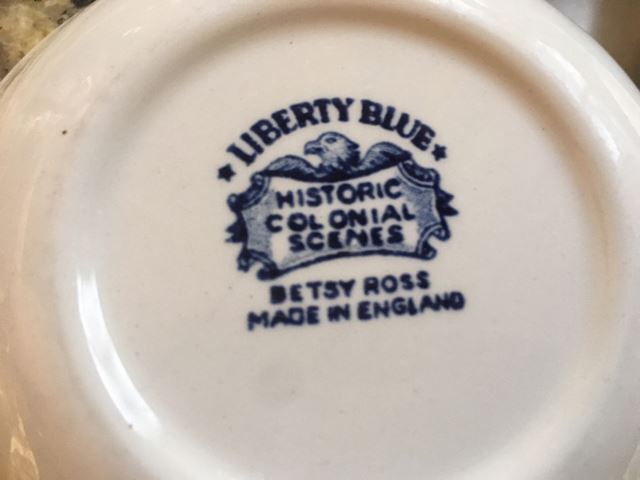 LIBERTY BLUE
HISTORIC
COLONIAL
SCENES
BETSY ROSS
MADE IN ENGLAND